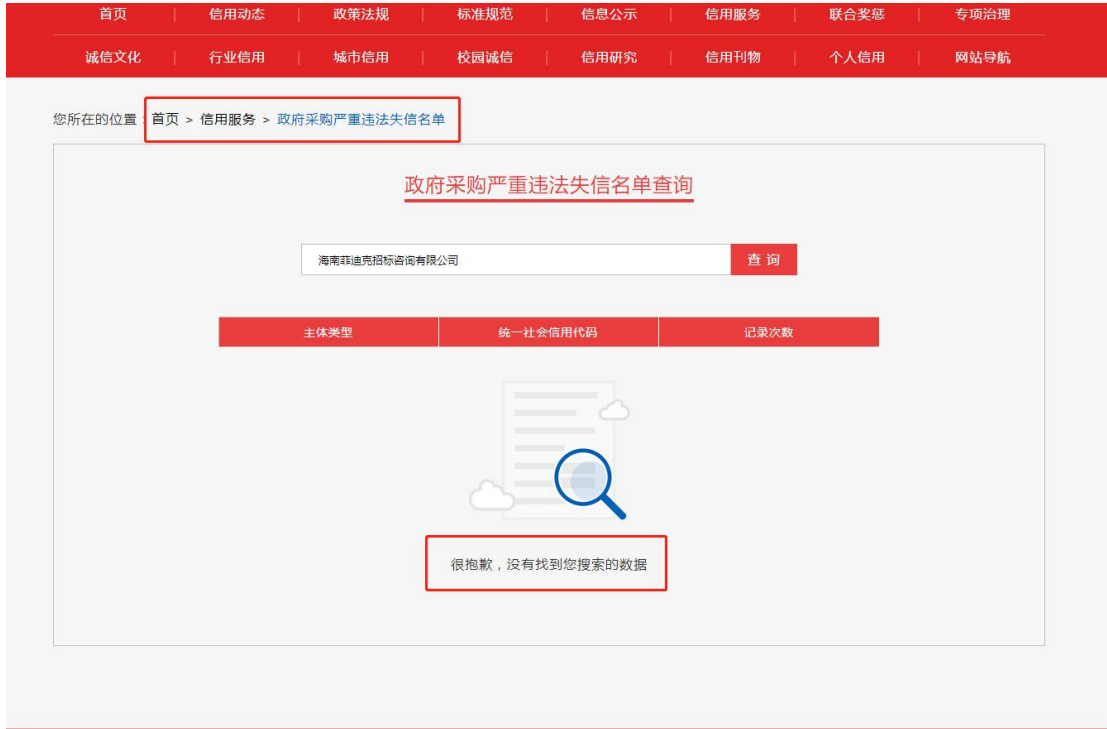 首页 | 信用动态 | 政策法规 | 标准规范 | 信息公示 | 信用服务 | 联合奖惩 | 专项治理
诚信文化 | 行业信用 | 城市信用 | 校园诚信 | 信用研究 | 信用刊物 | 个人信用 | 网站导航
您所在的位置：首页 > 信用服务 > 政府采购严重违法失信名单
政府采购严重违法失信名单查询
海南菲迪克招标咨询有限公司 查询
主体类型 统一社会信用代码 记录次数
很抱歉，没有找到您搜索的数据